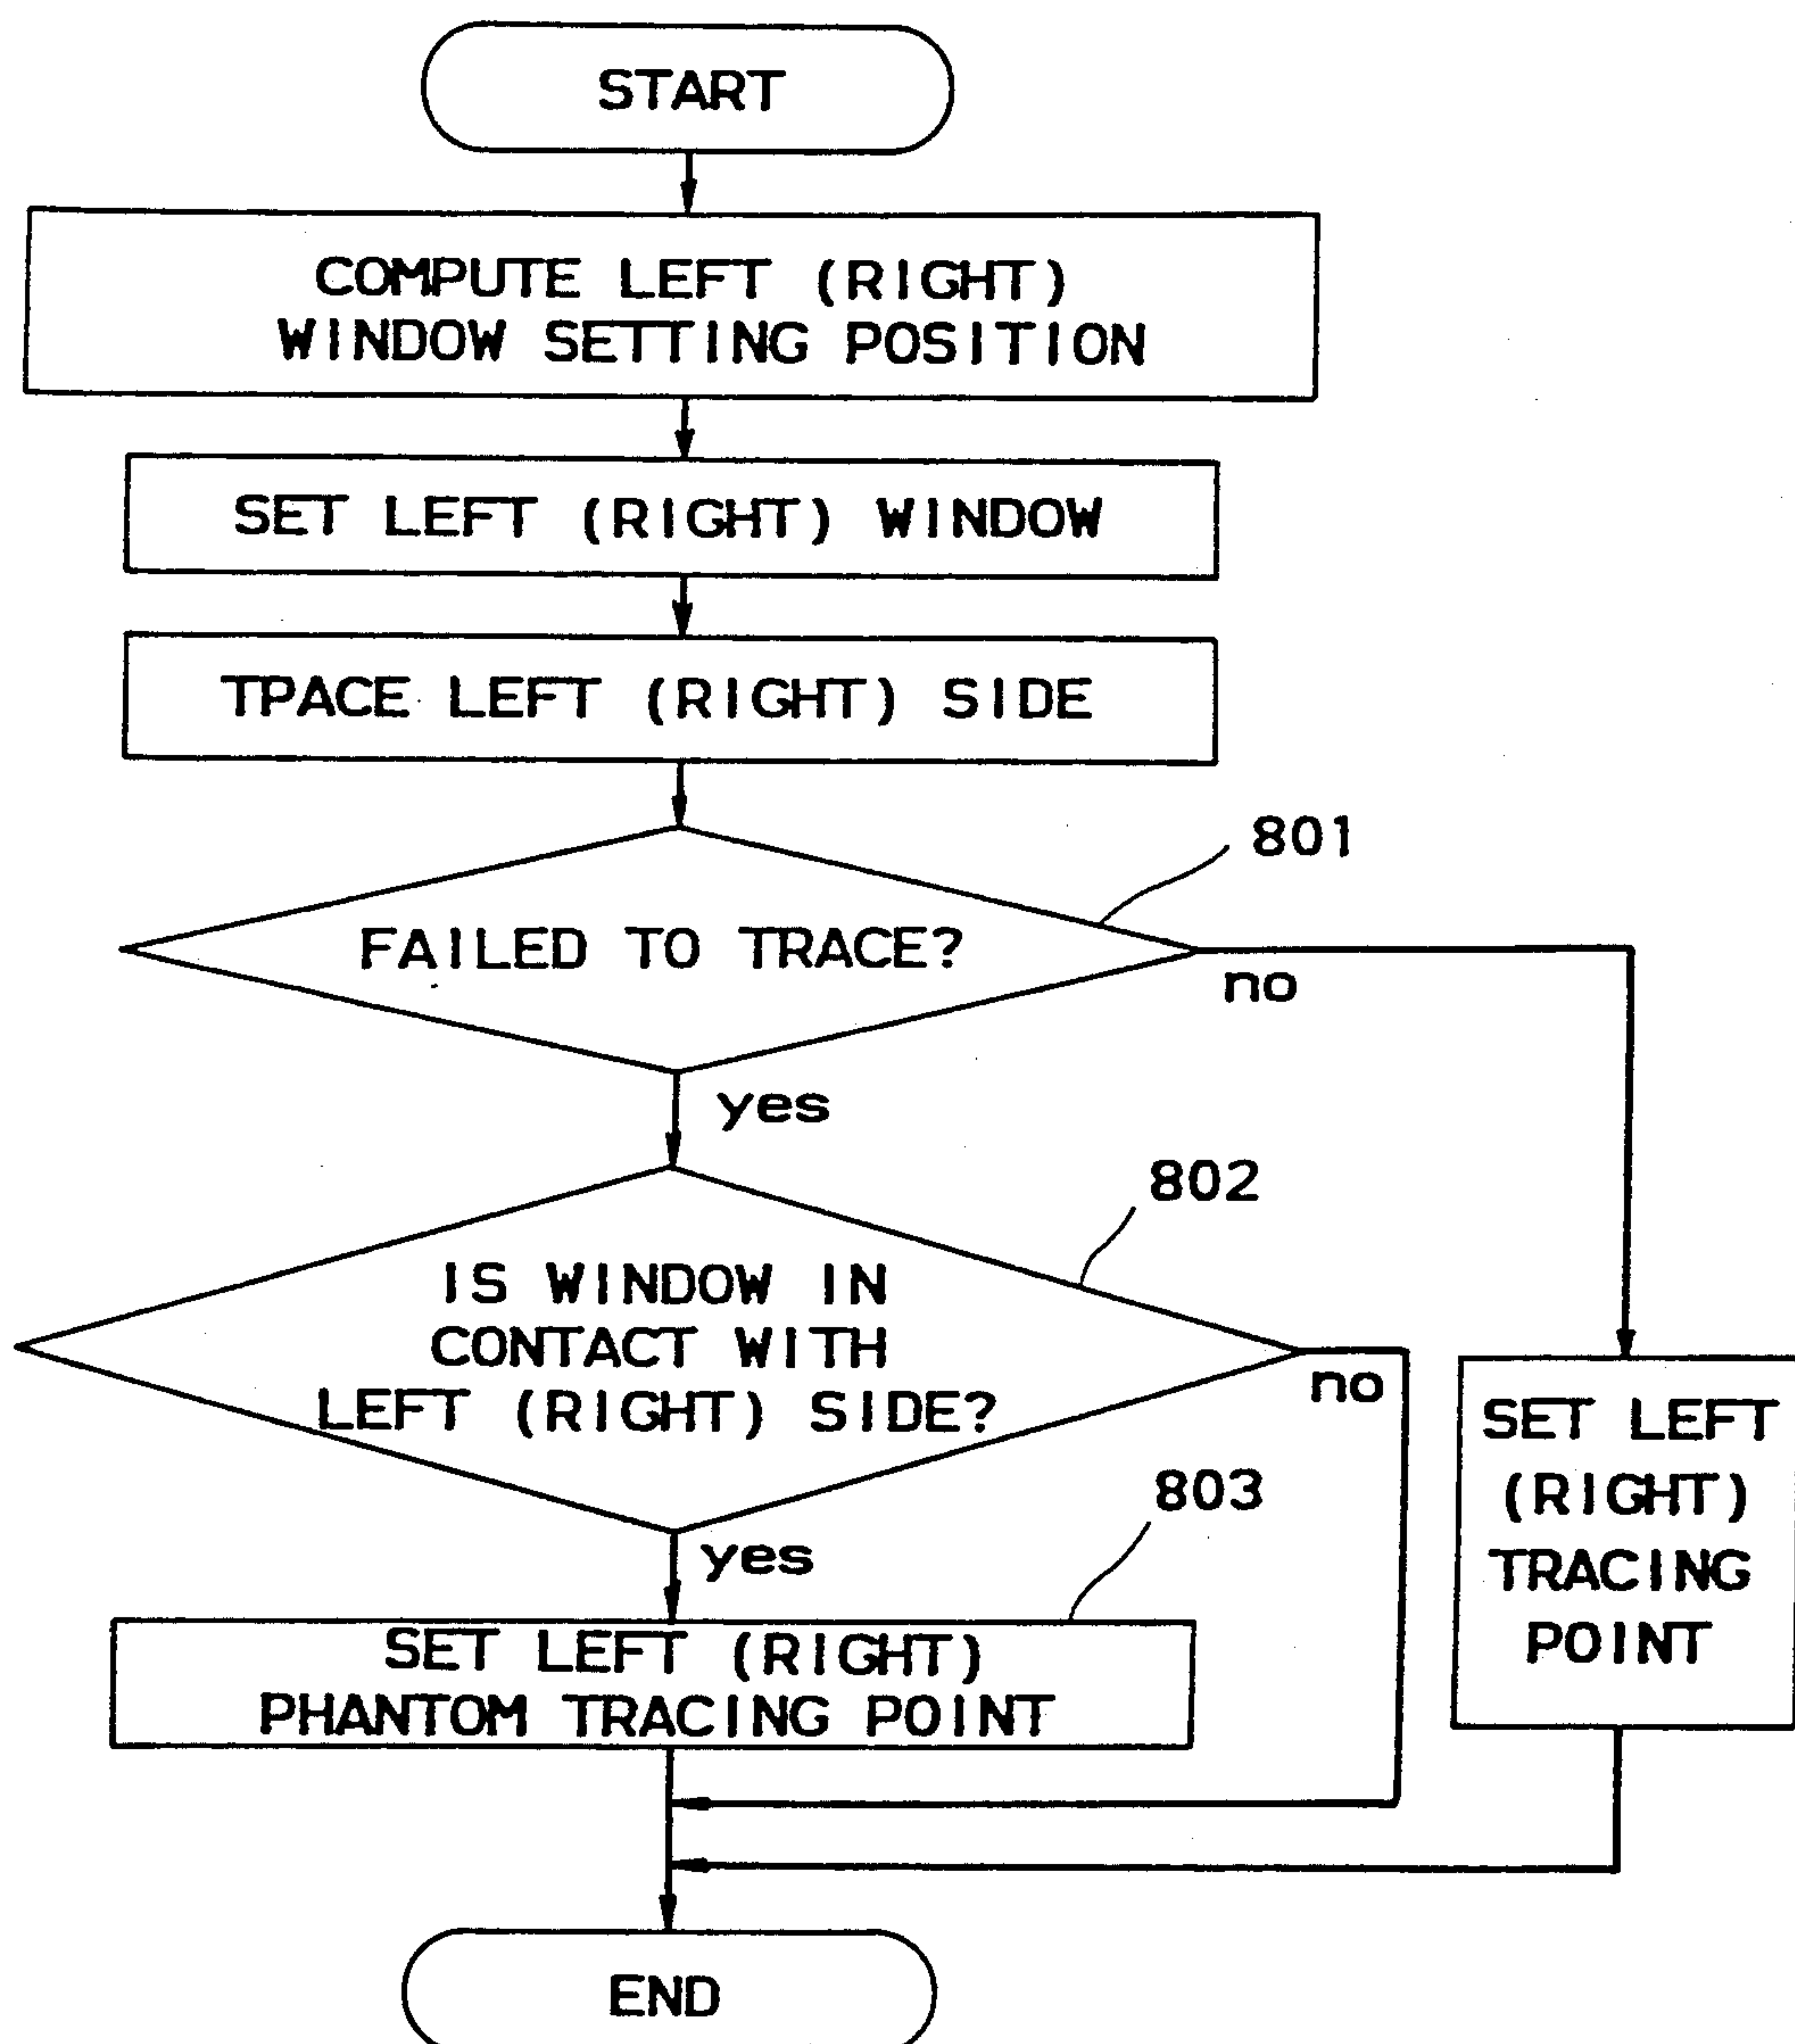 START
COMPUTE LEFT (RIGHT)
WINDOW SETTING POSITION
SET LEFT (RIGHT) WINDOW
TPACE LEFT (RIGHT) SIDE
801
FAILED TO TRACE?
no
yes
802
IS WINDOW IN
CONTACT WITH
LEFT (RIGHT) SIDE?
no
SET LEFT
(RIGHT)
TRACING
POINT
yes
803
SET LEFT (RIGHT)
PHANTOM TRACING POINT
END